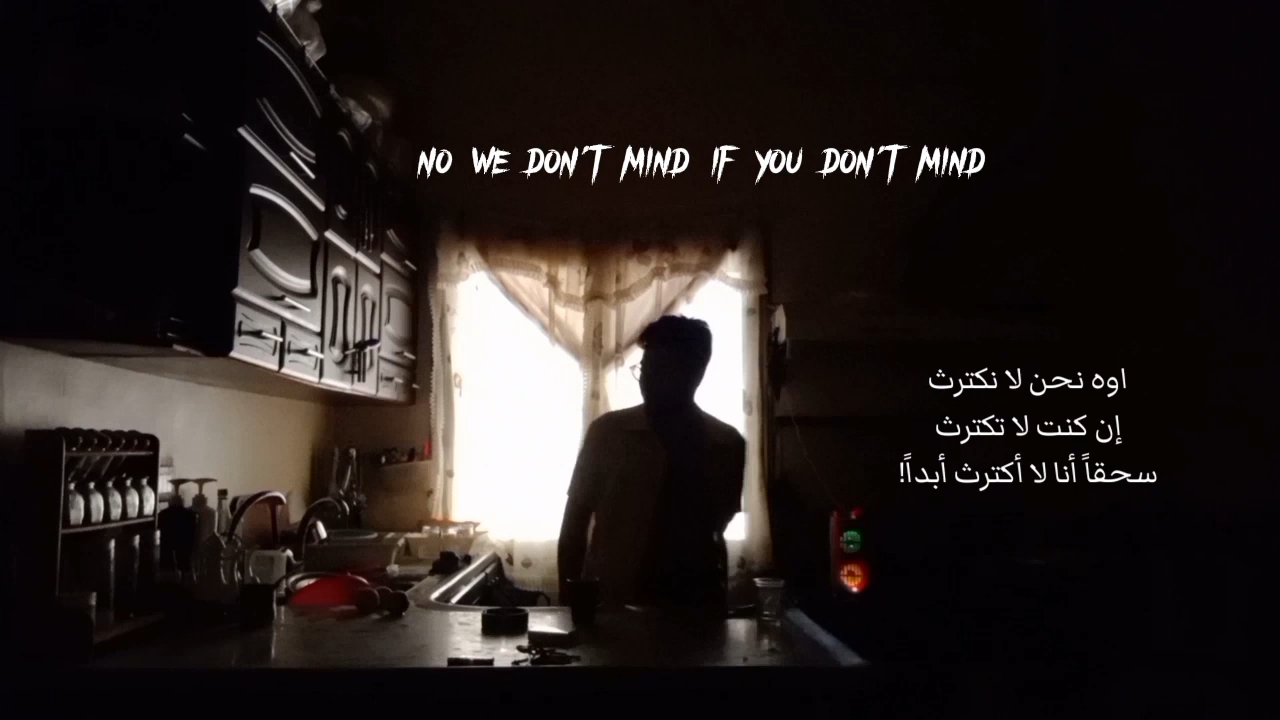 NO WE DON'T MIND IF YOU DON'T MIND
اوه نحن لا نكترث
إن كنت لا تكترث
سحقاً أنا لا أكترث أبداً!